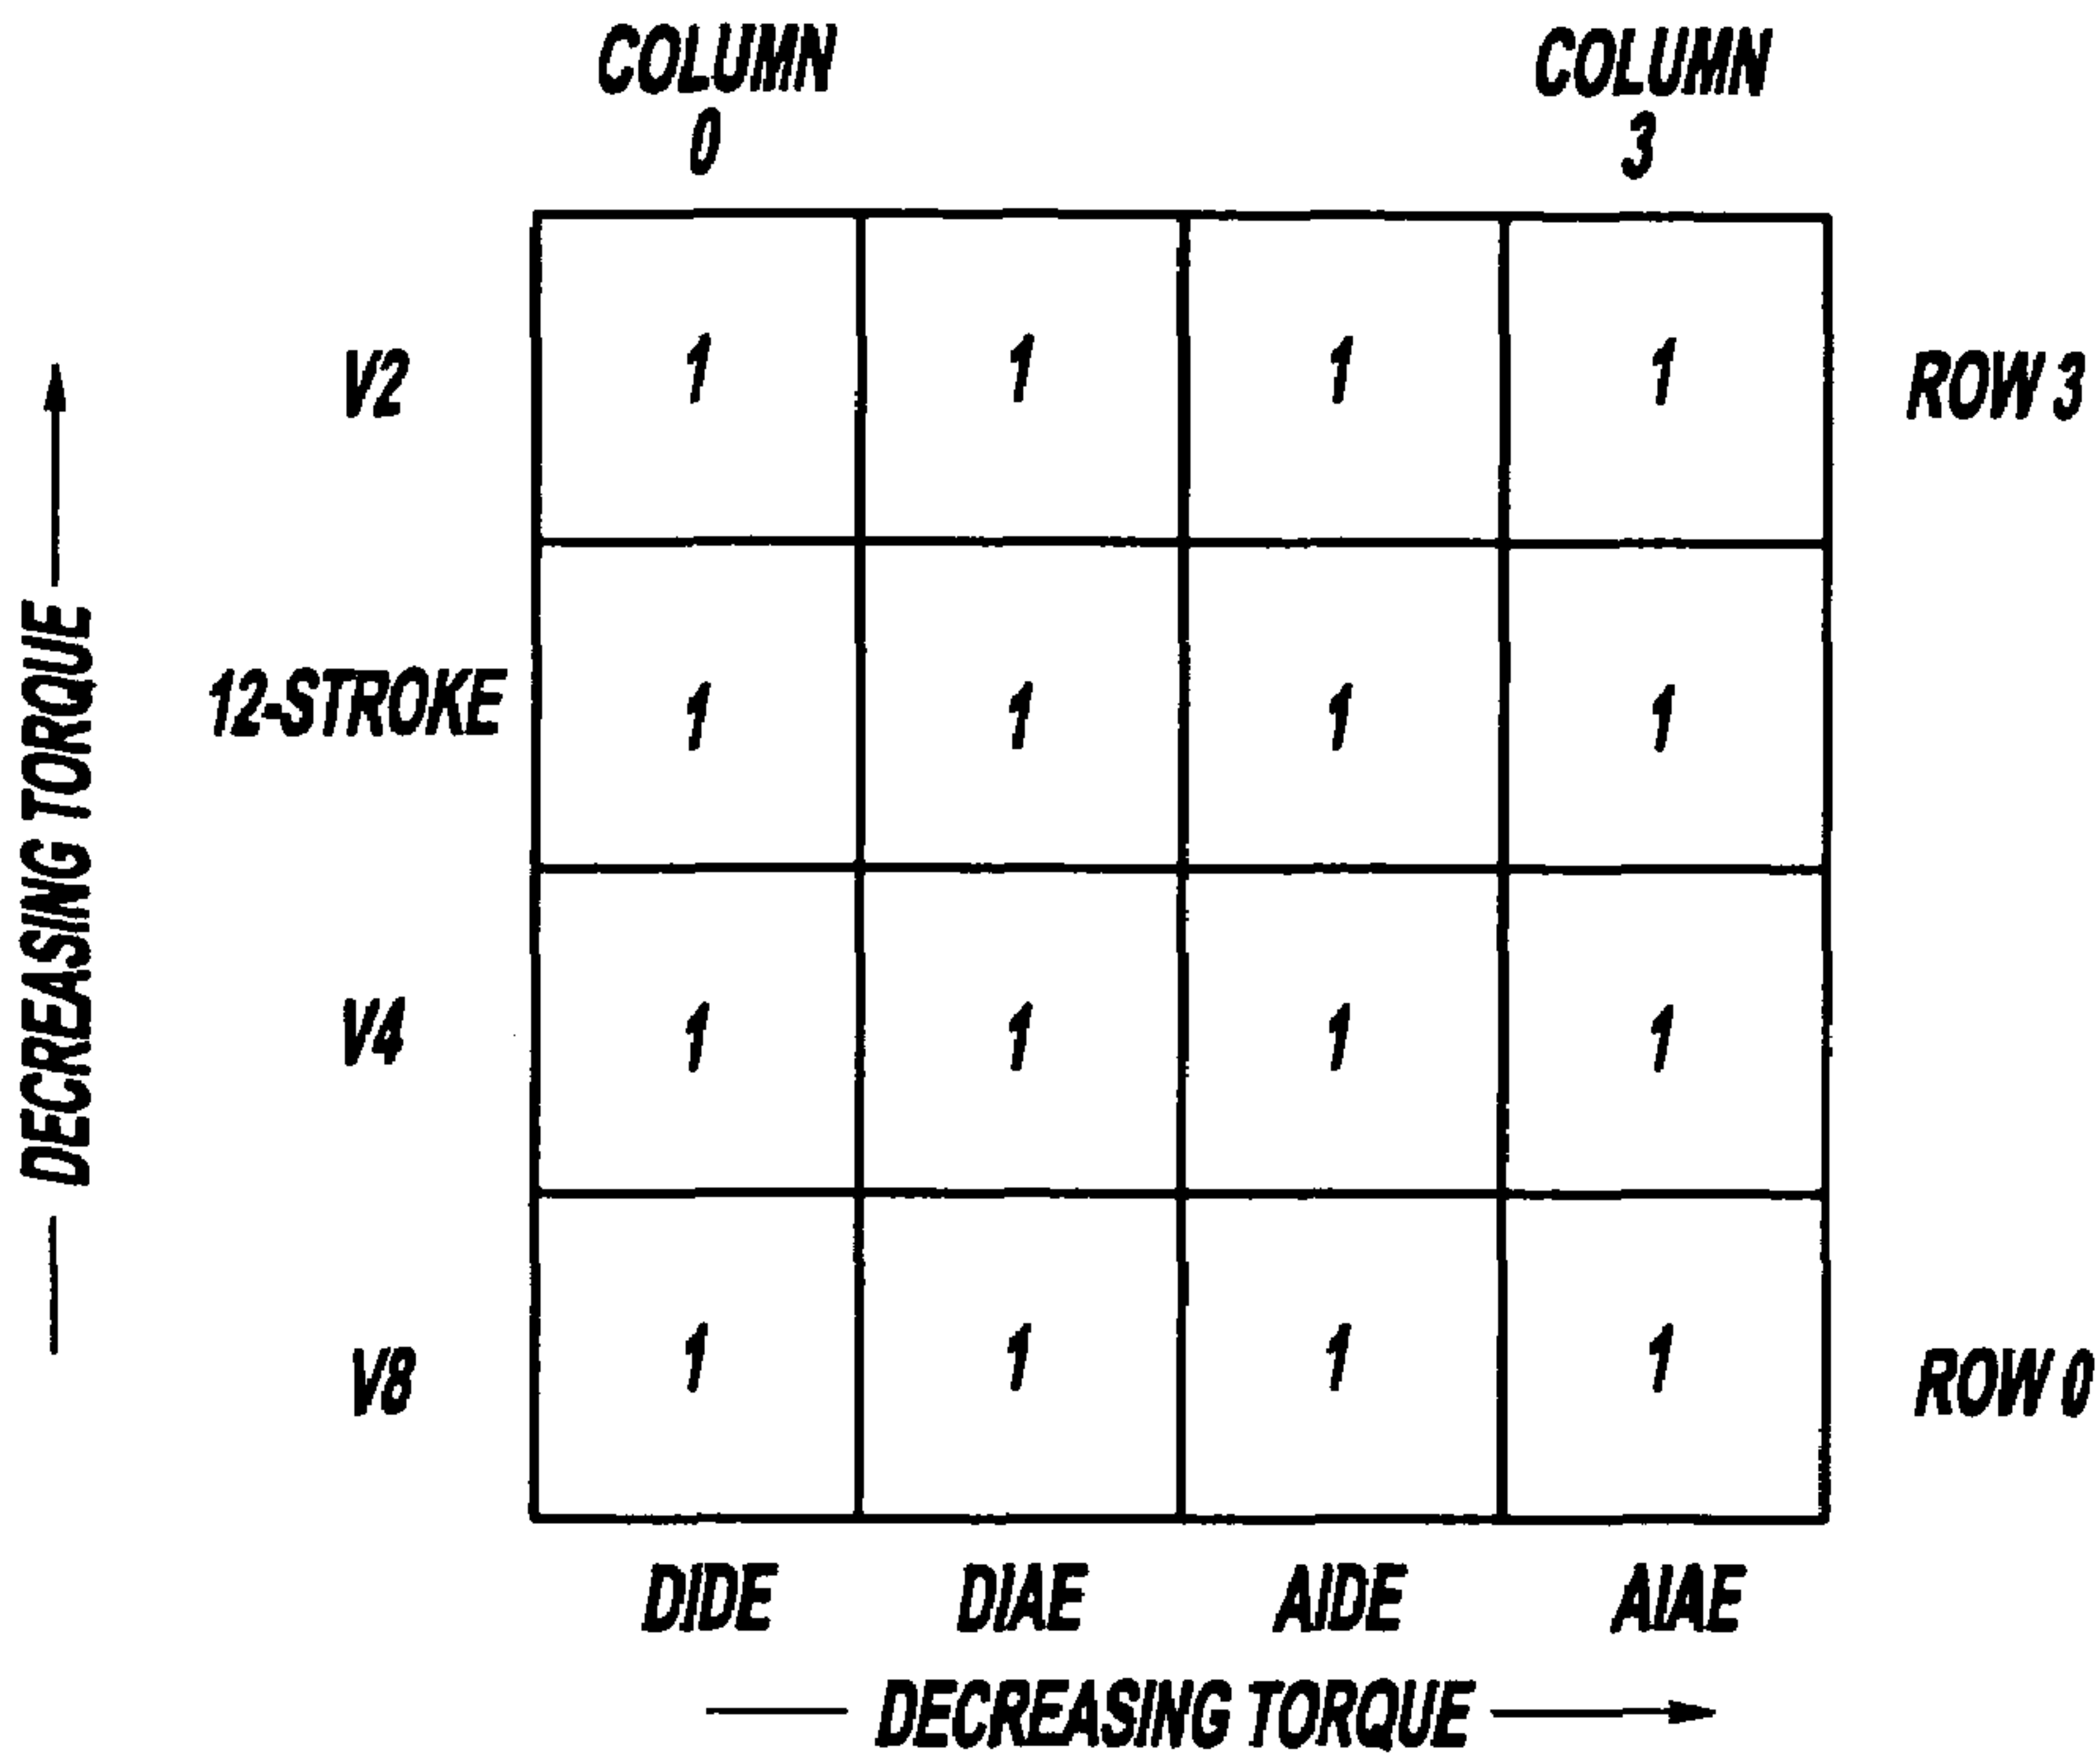 COLUMN COLUMN
0 3
V2 1 1 1 1 ROW 3
12-STROKE 1 1 1 1
V4 1 1 1 1
V8 1 1 1 1 ROW 0
DIDE DIAE AIDE AIAE
DECREASING TORQUE
DECREASING TORQUE